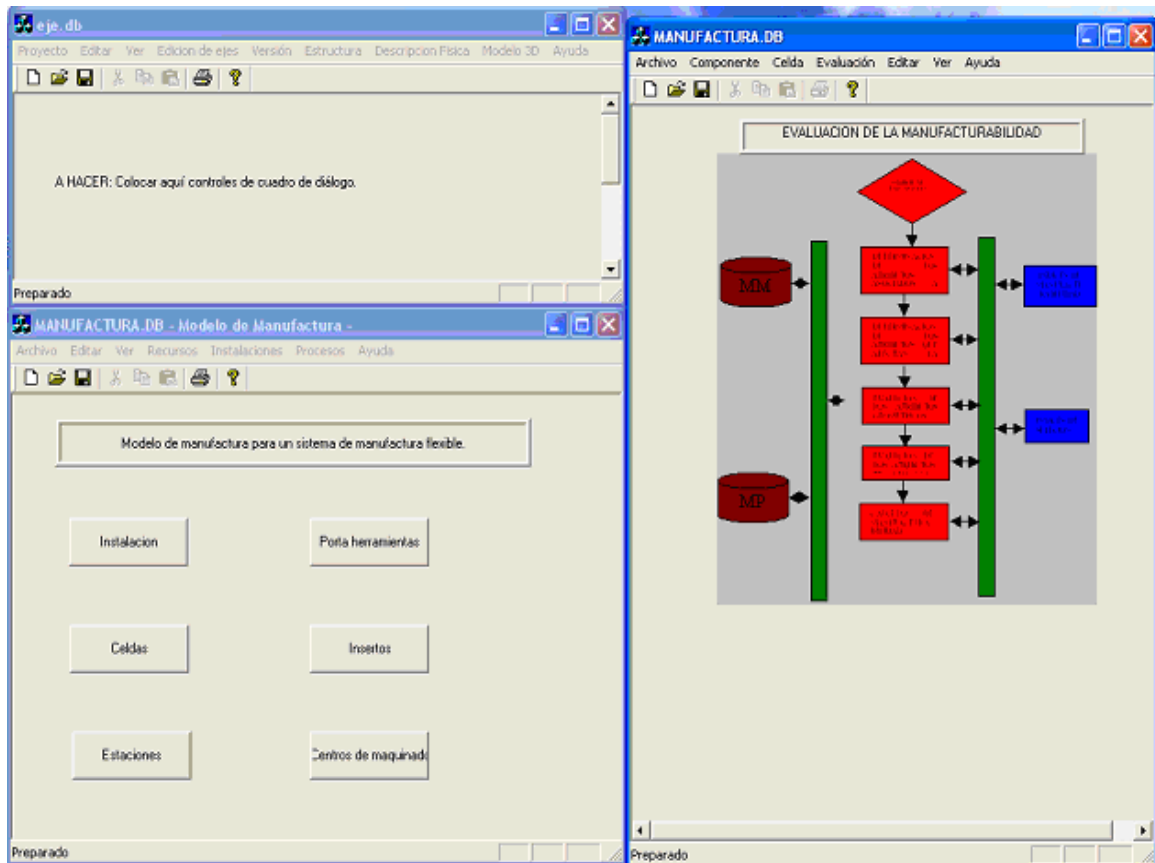 eje.db
Proyecto Editar Ver Edicion de ejes Versión Estructura Descripcion Fisica Modelo 3D Ayuda
A HACER: Colocar aquí controles de cuadro de diálogo.
Preparado
MANUFACTURA.DB - Modelo de Manufactura -
Archivo Editar Ver Recursos Instalaciones Procesos Ayuda
Modelo de manufactura para un sistema de manufactura flexible.
Instalacion
Porta herramientas
Celdas
Insertos
Estaciones
Centros de maquinado
Preparado
MANUFACTURA.DB
Archivo Componente Celda Evaluación Editar Ver Ayuda
EVALUACION DE LA MANUFACTURABILIDAD
MM
MP
Preparado